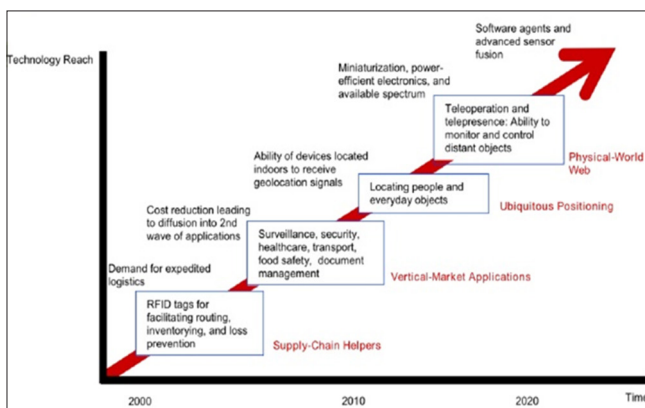 Software agents and
advanced sensor
fusion
Technology Reach
Miniaturization, power-
efficient electronics, and
available spectrum
Teleoperation and
telepresence: Ability to
monitor and control
distant objects
Physical-World
Web
Ability of devices located
indoors to receive
geolocation signals
Locating people and
everyday objects
Ubiquitous Positioning
Cost reduction leading
to diffusion into 2nd
wave of applications
Surveillance, security,
healthcare, transport,
food safety, document
management
Vertical-Market Applications
Demand for expedited
logistics
RFID tags for
facilitating routing,
inventorying, and loss
prevention
Supply-Chain Helpers
2000
2010
2020
Time